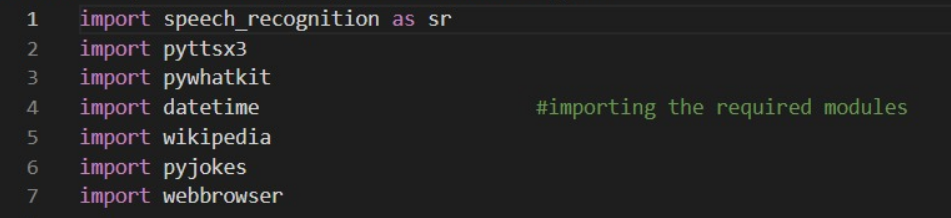 1 import speech_recognition as sr
2 import pyttsx3
3 import pywhatkit
4 import datetime #importing the required modules
5 import wikipedia
6 import pyjokes
7 import webbrowser